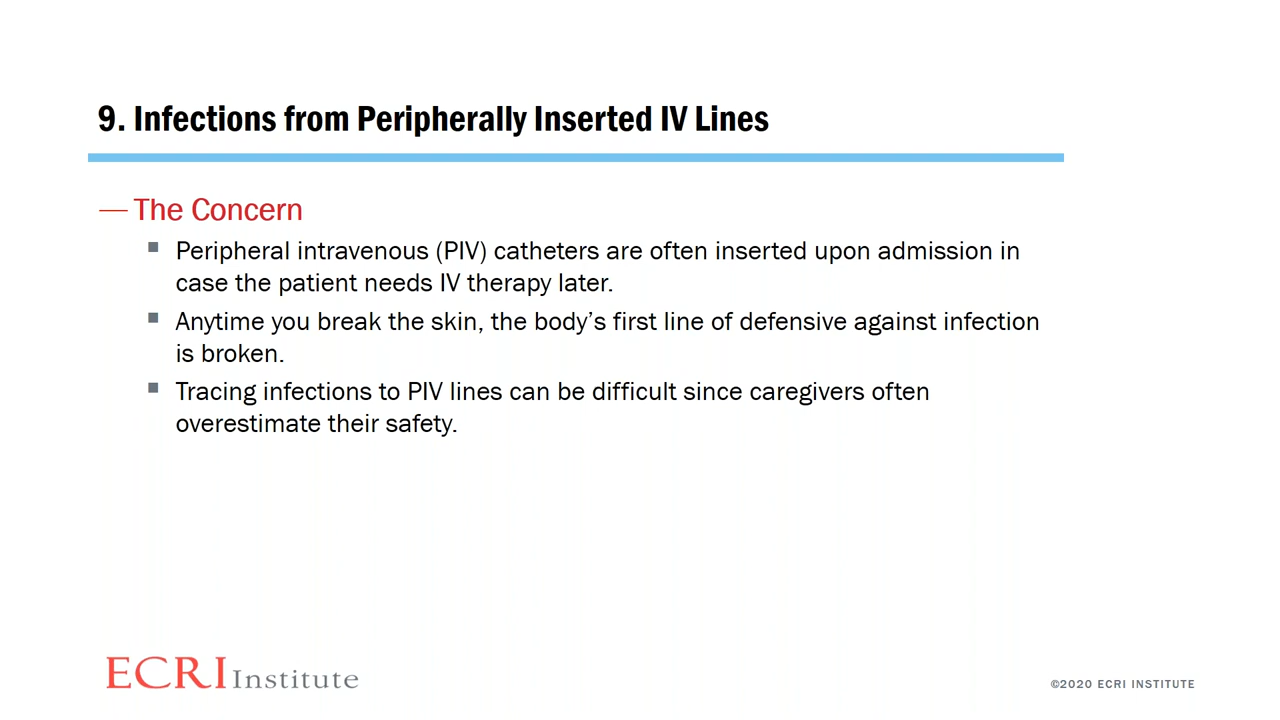 9. Infections from Peripherally Inserted IV Lines
— The Concern
▪ Peripheral intravenous (PIV) catheters are often inserted upon admission in
case the patient needs IV therapy later.
▪ Anytime you break the skin, the body’s first line of defensive against infection
is broken.
▪ Tracing infections to PIV lines can be difficult since caregivers often
overestimate their safety.
ECRI Institute
©2020 ECRI INSTITUTE